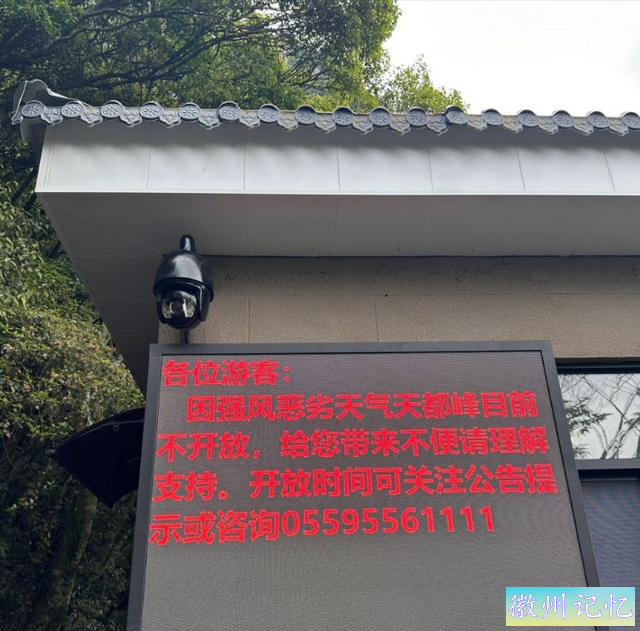 各位游客：
因强风恶劣天气天都峰目前
不开放，给您带来不便请理解
支持。开放时间可关注公告提
示或咨询05595561111
徽州记忆